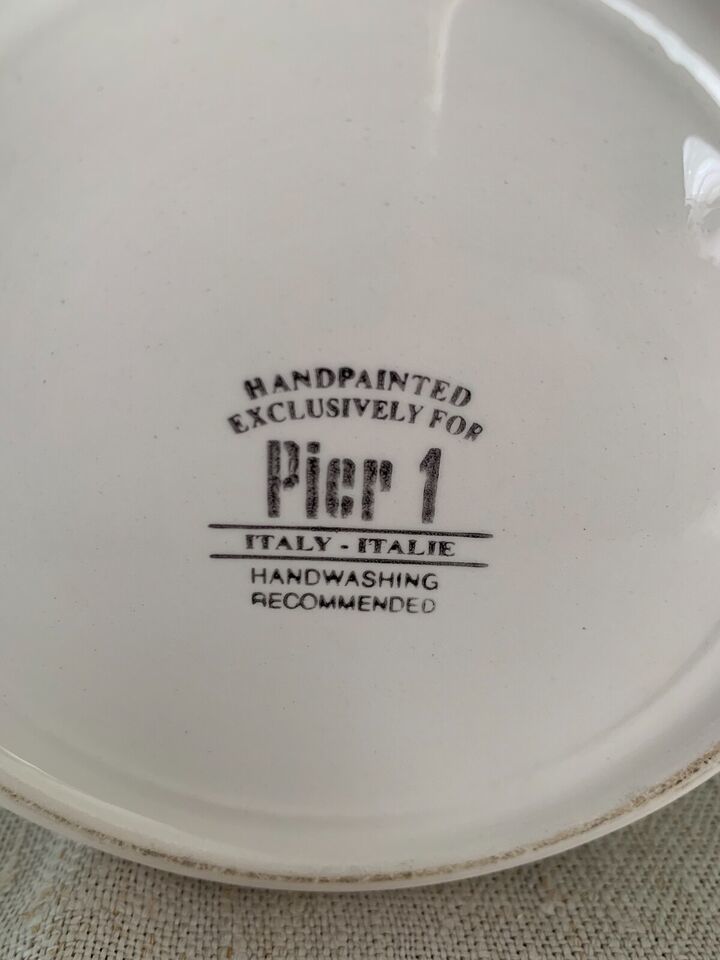 HANDPAINTED
EXCLUSIVELY FOR
Pier 1
ITALY - ITALIE
HANDWASHING
RECOMMENDED